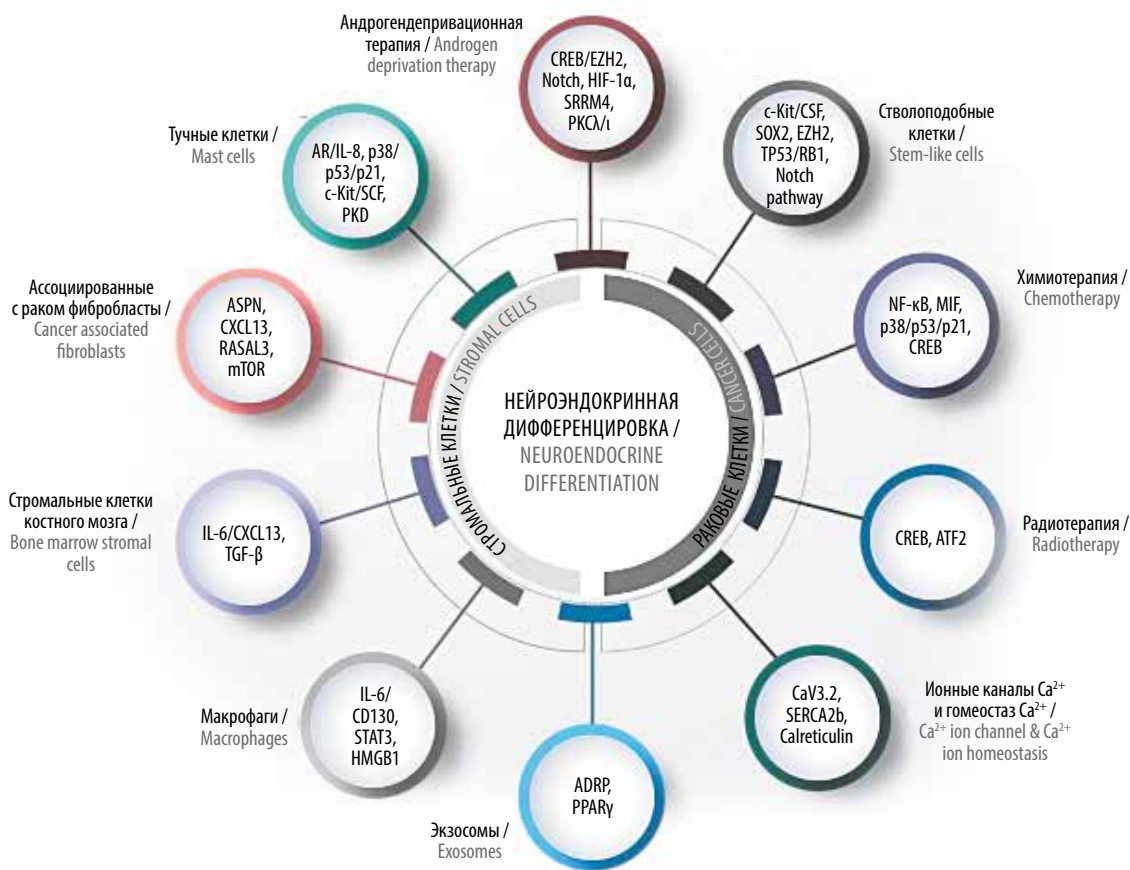 Андрогендепривационная
терапия / Androgen
deprivation therapy
CREB/EZH2,
Notch, HIF-1α,
SRRM4,
PKCλ/ι
Стволоподобные
клетки /
Stem-like cells
c-Kit/CSF,
SOX2, EZH2,
TP53/RB1,
Notch
pathway
Тучные клетки /
Mast cells
AR/IL-8, p38/
p53/p21,
c-Kit/SCF,
PKD
Химиотерапия /
Chemotherapy
NF-κB, MIF,
p38/p53/p21,
CREB
Ассоциированные
с раком фибробласты /
Cancer associated
fibroblasts
ASPN,
CXCL13,
RASAL3,
mTOR
СТРОМАЛЬНЫЕ КЛЕТКИ / STROMAL CELLS
НЕЙРОЭНДОКРИННАЯ
ДИФФЕРЕНЦИРОВКА /
NEUROENDOCRINE
DIFFERENTIATION
РАКОВЫЕ КЛЕТКИ / CANCER CELLS
Стромальные клетки
костного мозга /
Bone marrow stromal
cells
IL-6/CXCL13,
TGF-β
Радиотерапия /
Radiotherapy
CREB, ATF2
Макрофаги /
Macrophages
IL-6/
CD130,
STAT3,
HMGB1
Ионные каналы Ca²⁺
и гомеостаз Ca²⁺ /
Ca²⁺ ion channel & Ca²⁺
ion homeostasis
CaV3.2,
SERCA2b,
Calreticulin
Экзосомы /
Exosomes
ADRP,
PPARγ